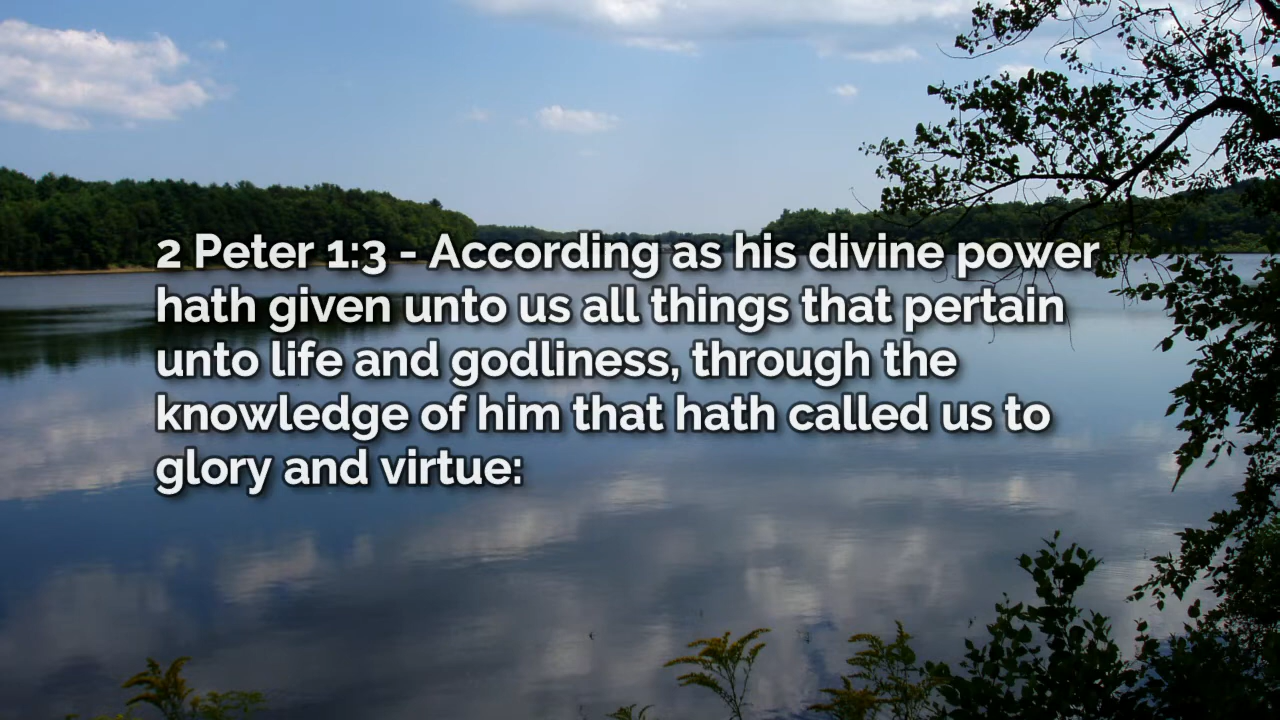 2 Peter 1:3 - According as his divine power
hath given unto us all things that pertain
unto life and godliness, through the
knowledge of him that hath called us to
glory and virtue: